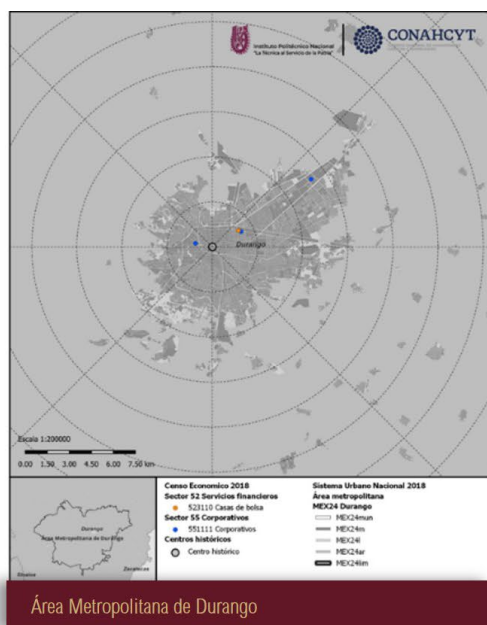 Instituto Politécnico Nacional
"La Técnica al Servicio de la Patria"
CONAHCYT
Durango
Escala 1:200000
0.00 1.50 3.00 4.50 6.00 7.50 km
Durango
Área Metropolitana de Durango
Sinaloa
Zacatecas
Censo Economico 2018
Sector 52 Servicios financieros
523110 Casas de bolsa
Sector 55 Corporativos
551111 Corporativos
Centros históricos
Centro histórico
Sistema Urbano Nacional 2018
Área metropolitana
MEX24 Durango
MEX24mun
MEX24m
MEX24l
MEX24ar
MEX24lim
Área Metropolitana de Durango